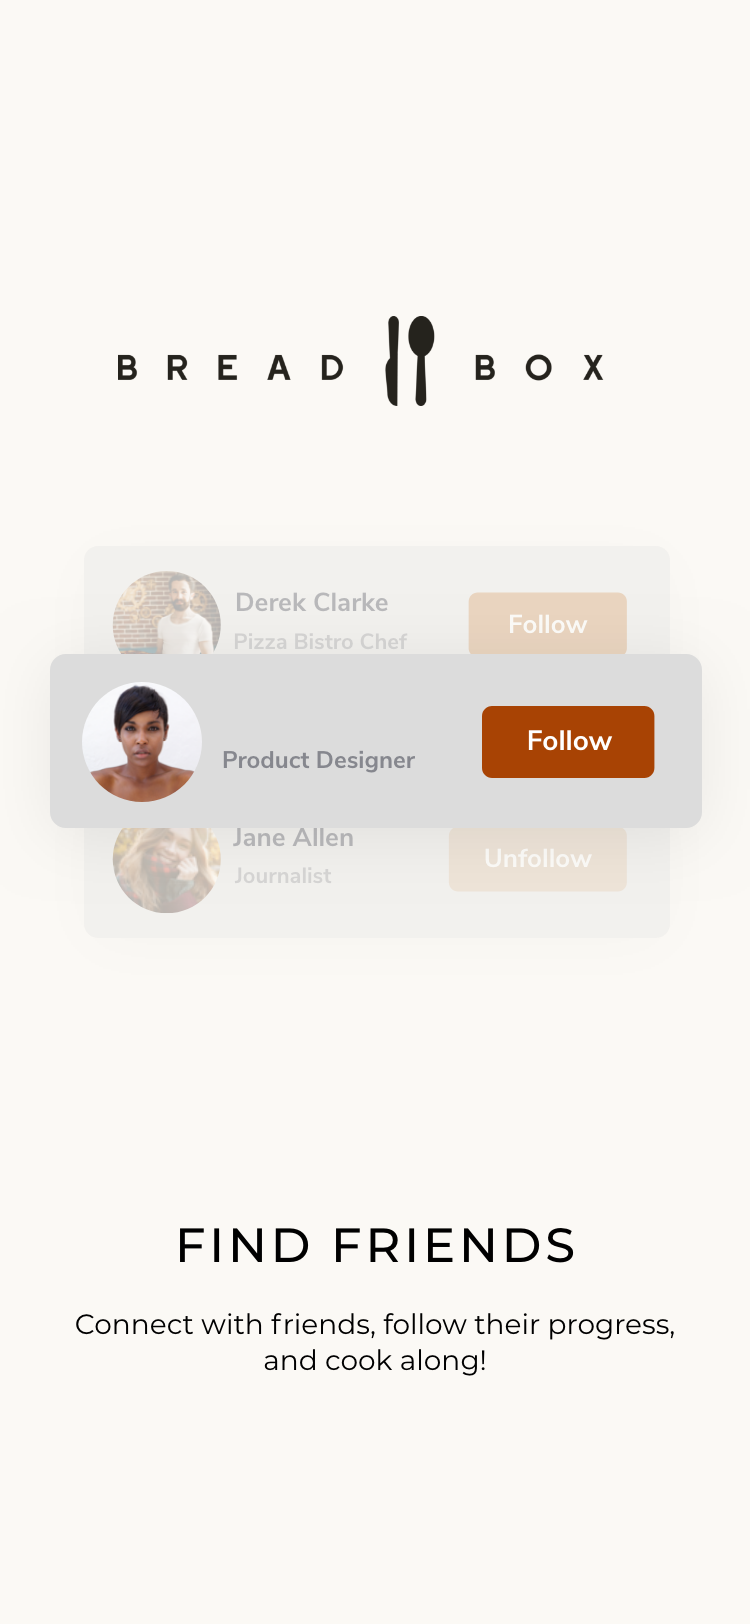 BREAD BOX
Derek Clarke
Pizza Bistro Chef
Follow
Product Designer
Follow
Jane Allen
Journalist
Unfollow
FIND FRIENDS
Connect with friends, follow their progress,
and cook along!